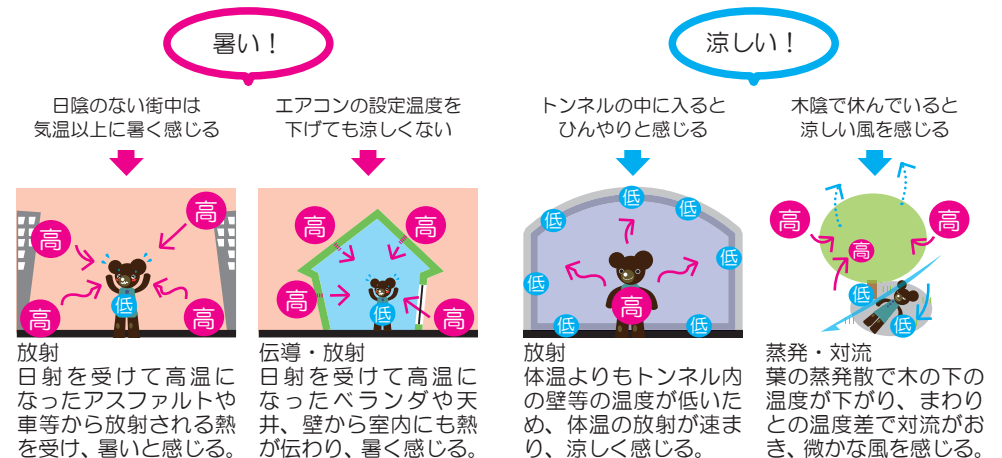 暑い！
日陰のない街中は
気温以上に暑く感じる
高
高
高
高
低
放射
日射を受けて高温に
なったアスファルトや
車等から放射される熱
を受け、暑いと感じる。
エアコンの設定温度を
下げても涼しくない
高
高
高
高
低
伝導・放射
日射を受けて高温に
なったベランダや天
井、壁から室内にも熱
が伝わり、暑く感じる。
涼しい！
トンネルの中に入ると
ひんやりと感じる
低
低
低
低
低
低
低
低
高
放射
体温よりもトンネル内
の壁等の温度が低いた
め、体温の放射が速ま
り、涼しく感じる。
木陰で休んでいると
涼しい風を感じる
高
高
高
低
低
蒸発・対流
葉の蒸発散で木の下の
温度が下がり、まわり
との温度差で対流がお
き、微かな風を感じる。